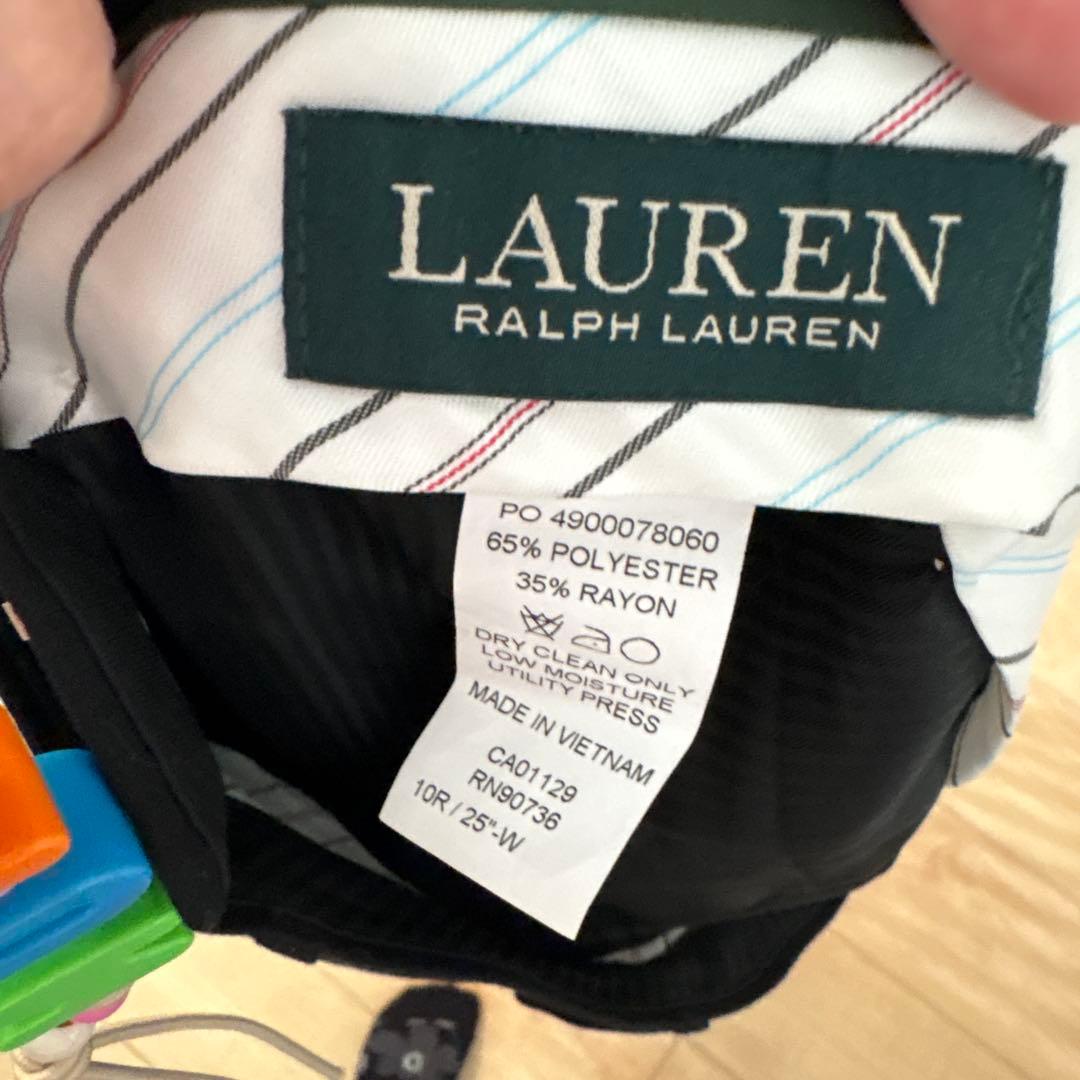 LAUREN
RALPH LAUREN
PO 4900078060
65% POLYESTER
35% RAYON
DRY CLEAN ONLY
LOW MOISTURE
UTILITY PRESS
MADE IN VIETNAM
CA01129
RN90736
10R / 25"-W